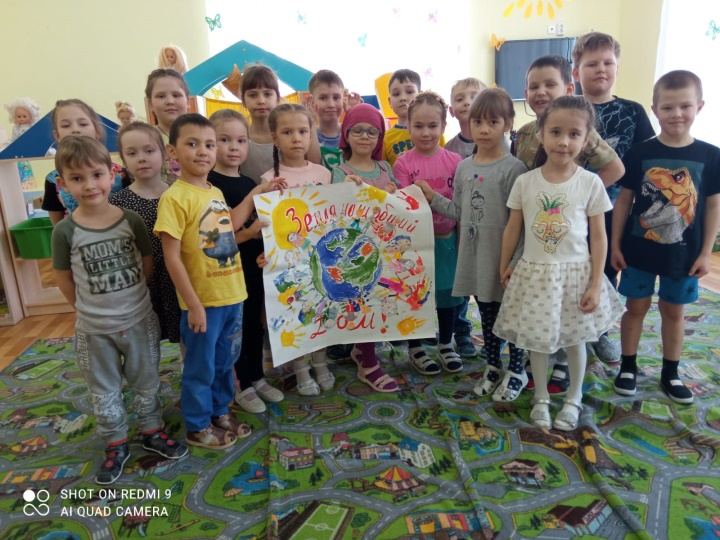 Земля наш общий
Дом!
MOM'S
LITTLE
MAN
SHOT ON REDMI 9
AI QUAD CAMERA